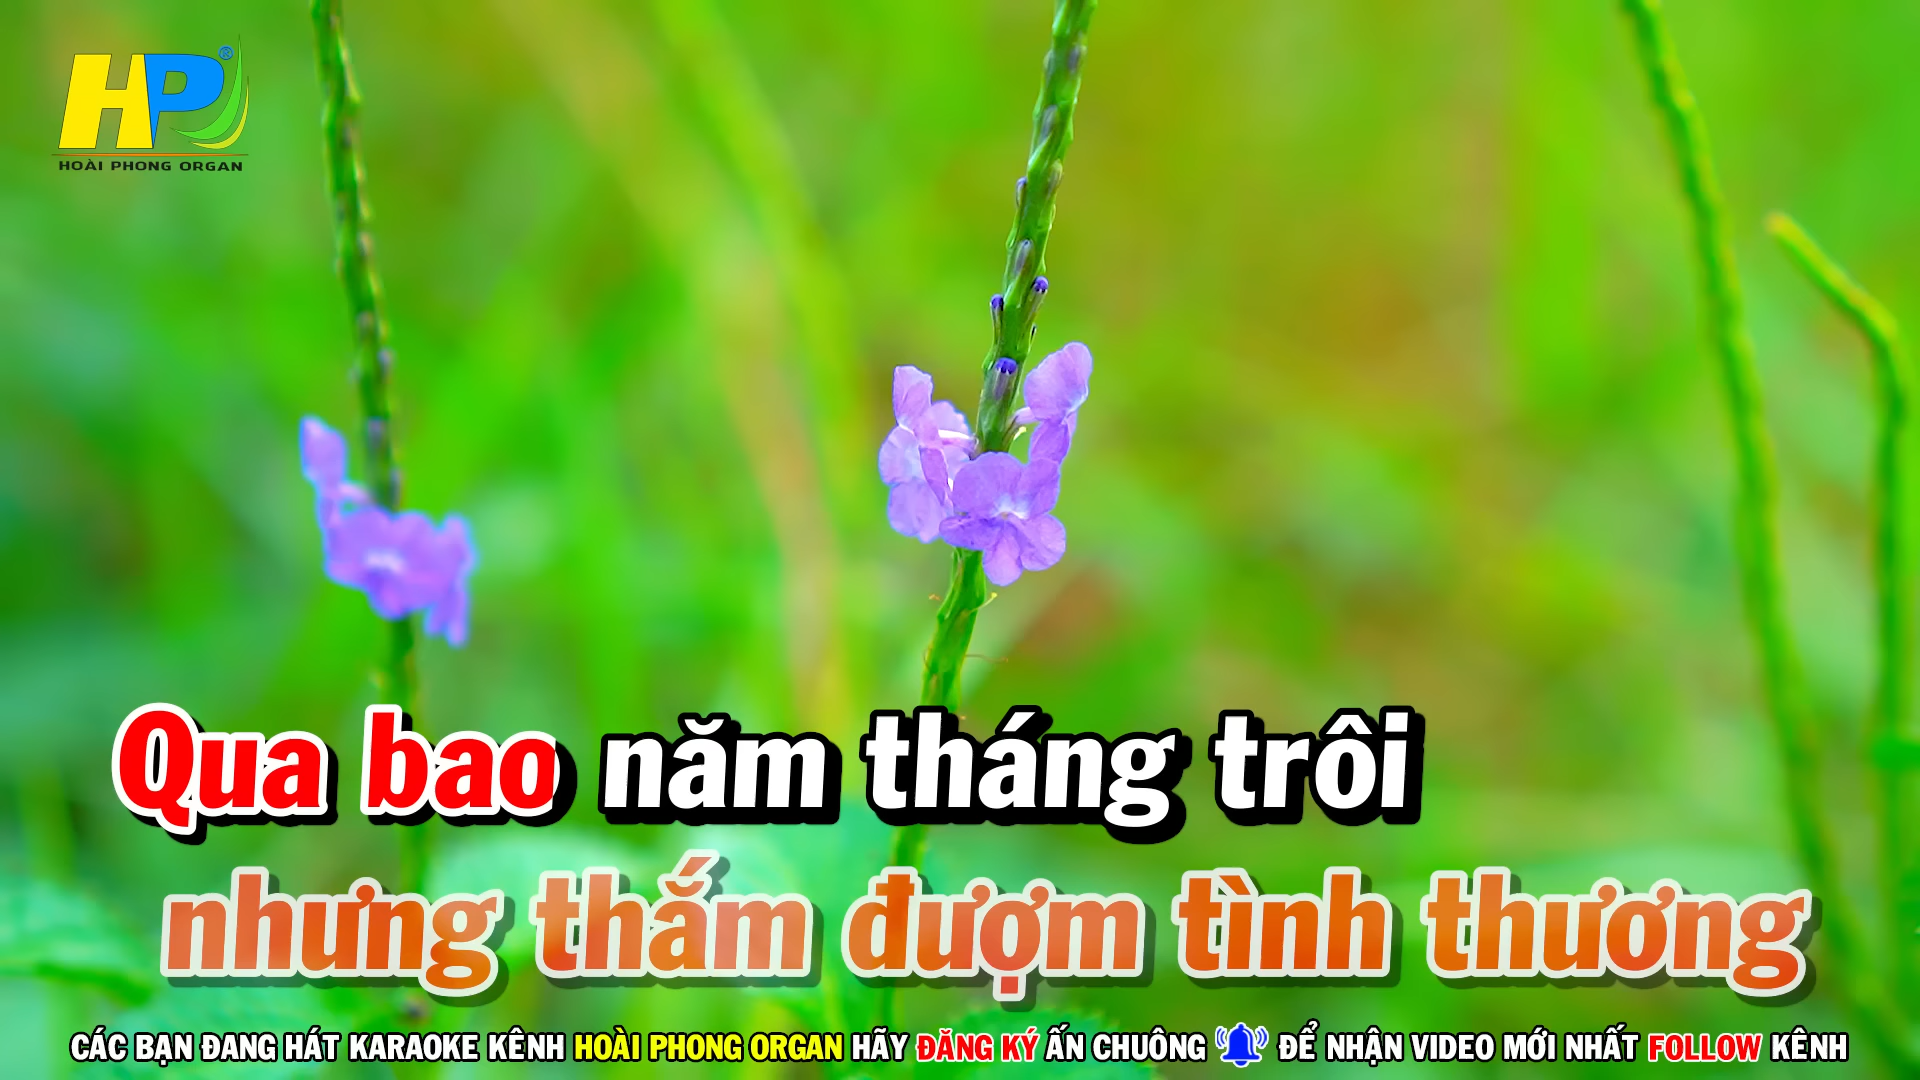 HP®
HOÀI PHONG ORGAN
Qua bao năm tháng trôi
nhưng thắm đượm tình thương
CÁC BẠN ĐANG HÁT KARAOKE KÊNH HOÀI PHONG ORGAN HÃY ĐĂNG KÝ ẤN CHUÔNG ĐỂ NHẬN VIDEO MỚI NHẤT FOLLOW KÊNH